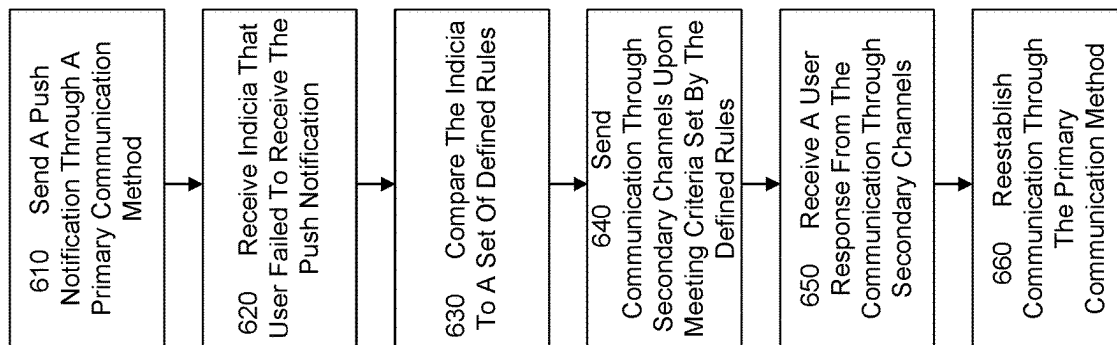 610 Send A Push
Notification Through A
Primary Communication
Method
620 Receive Indicia That
User Failed To Receive The
Push Notification
630 Compare The Indicia
To A Set Of Defined Rules
640 Send
Communication Through
Secondary Channels Upon
Meeting Criteria Set By The
Defined Rules
650 Receive A User
Response From The
Communication Through
Secondary Channels
660 Reestablish
Communication Through
The Primary
Communication Method